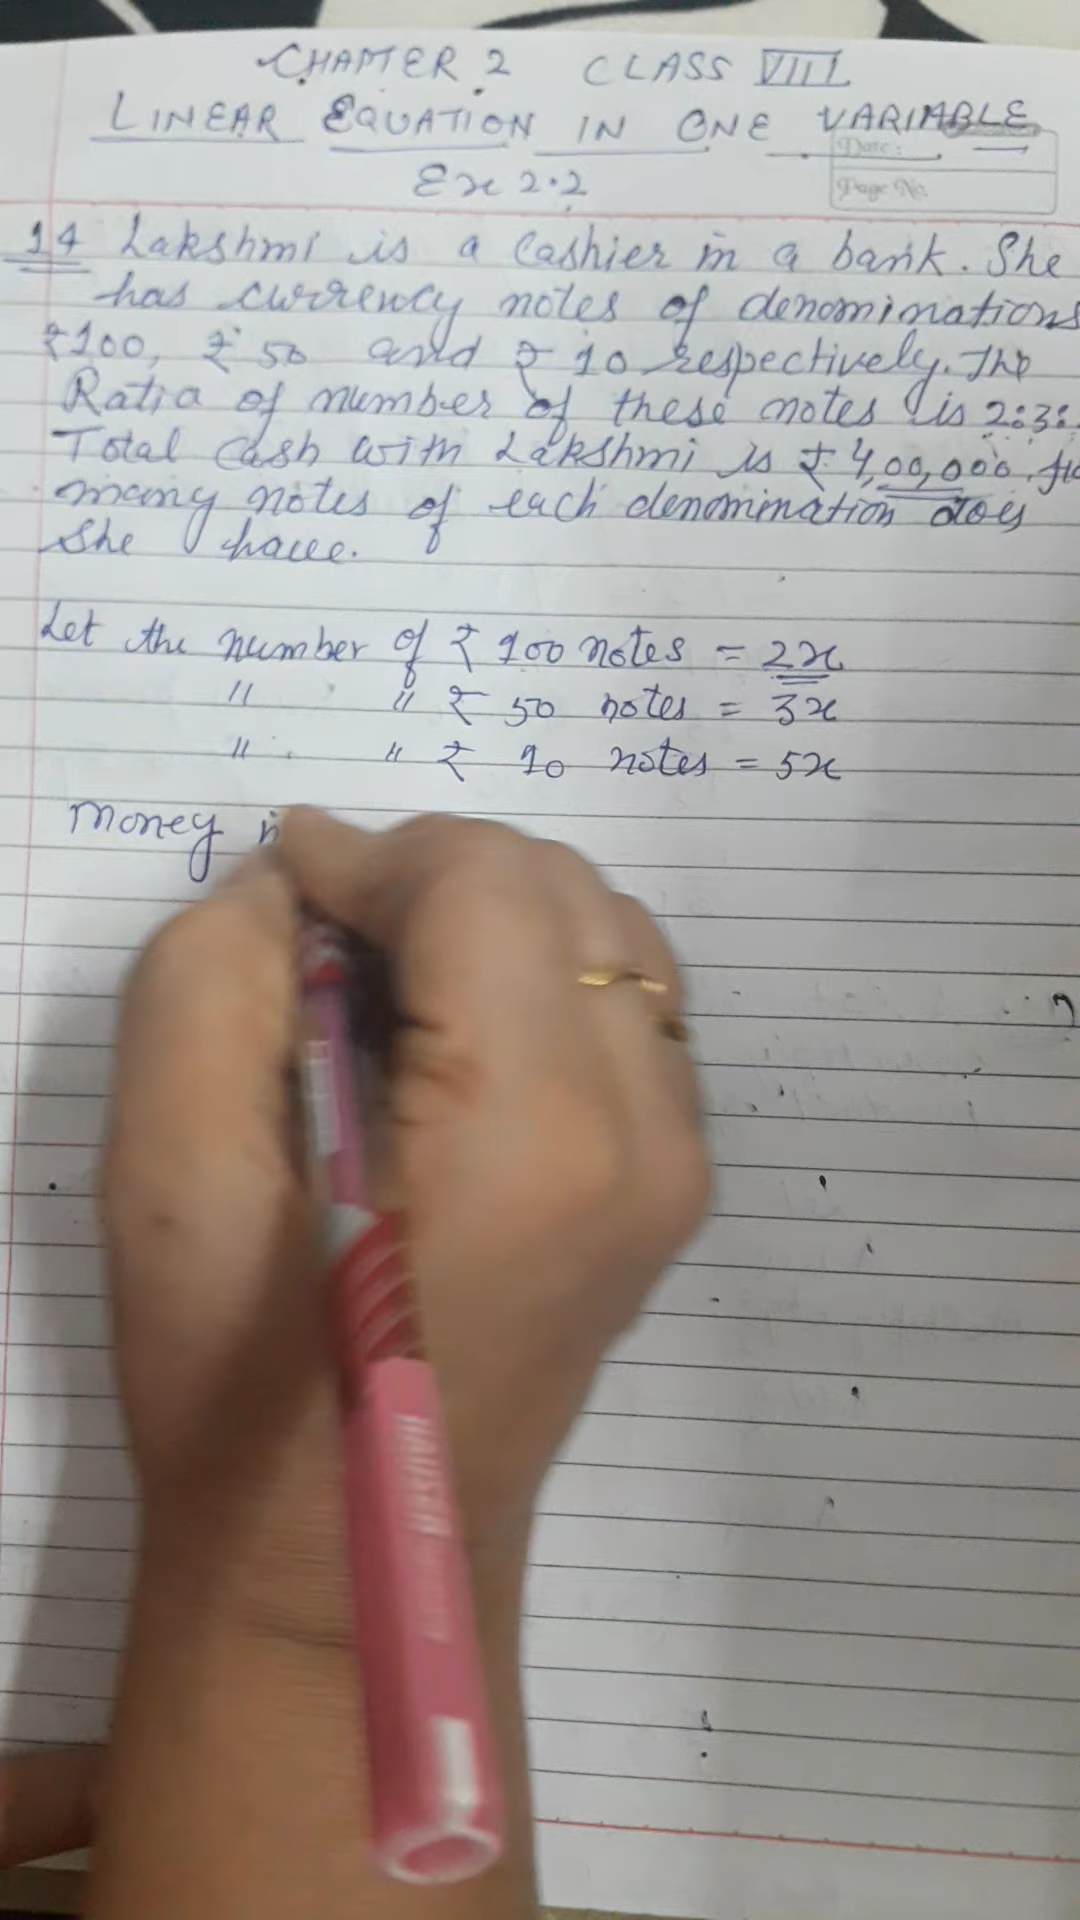 CHAPTER 2 CLASS VIII
LINEAR EQUATION IN ONE VARIABLE
Date :
Ex 2.2
Page No.
14 Lakshmi is a Cashier in a bank. She
has currency notes of denominations
₹100, ₹ 50 and ₹ 10 respectively. The
Ratio of number of these notes is 2:3:
Total Cash with Lakshmi is ₹ 4,00,000.
many notes of each denomination does
She have.
Let the number of ₹ 100 notes = 2x
" " ₹ 50 notes = 3x
" " ₹ 10 notes = 5x
Money